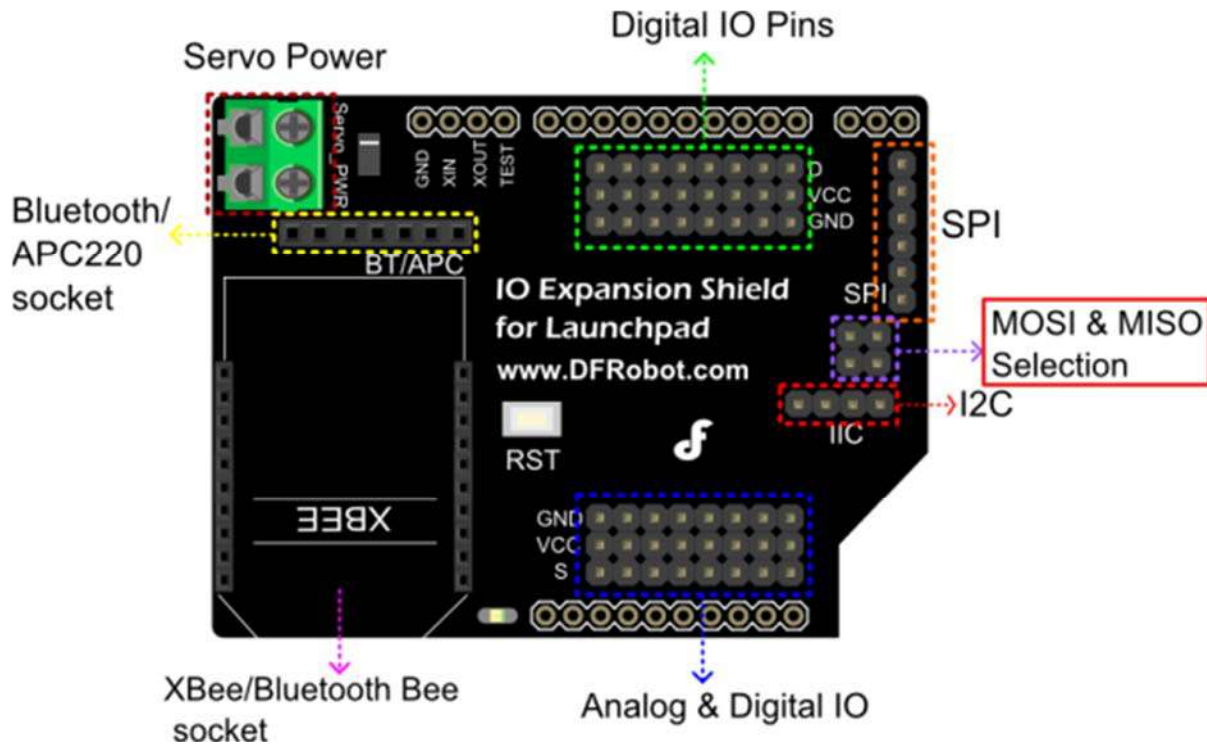 Digital IO Pins
Servo Power
Servo_PWR
GND
XIN
XOUT
TEST
D
VCC
GND
SPI
Bluetooth/
APC220
socket
BT/APC
IO Expansion Shield
for Launchpad
www.DFRobot.com
SPI
MOSI & MISO
Selection
I2C
IIC
RST
XBEE
GND
VCC
S
XBee/Bluetooth Bee
socket
Analog & Digital IO